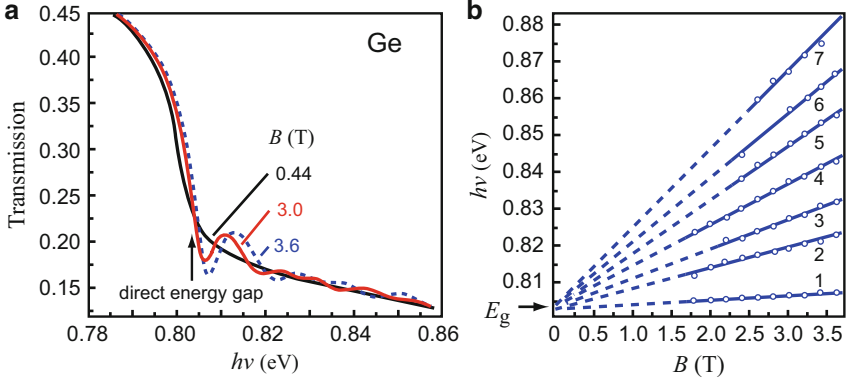 a
Ge
Transmission
0.45
0.40
0.35
0.30
0.25
0.20
0.15
B (T)
0.44
3.0
3.6
direct energy gap
0.78 0.80 0.82 0.84 0.86
hν (eV)
b
hν (eV)
0.88
0.87
0.86
0.85
0.84
0.83
0.82
0.81
Eg
7
6
5
4
3
2
1
0 0.5 1.0 1.5 2.0 2.5 3.0 3.5
B (T)